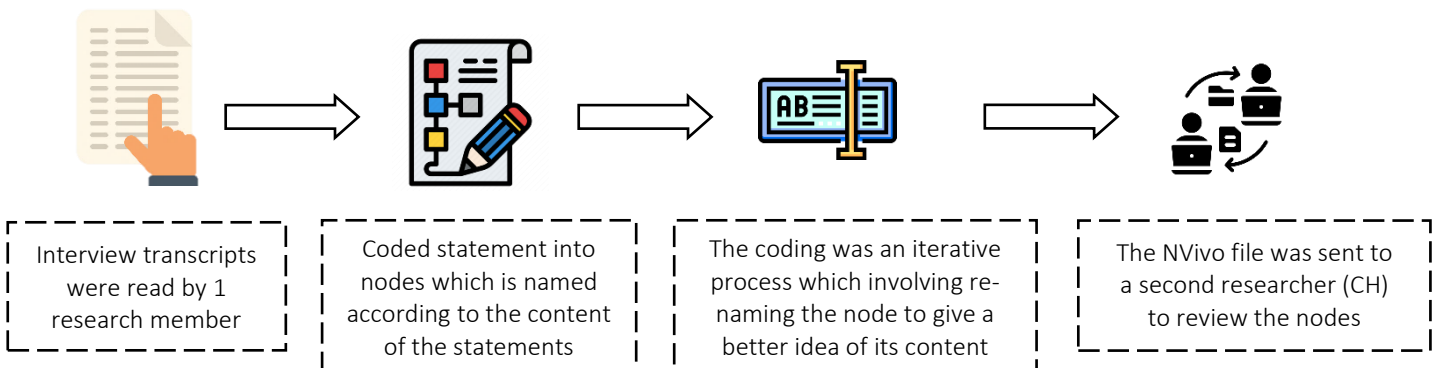 AB
Interview transcripts
were read by 1
research member
Coded statement into
nodes which is named
according to the content
of the statements
The coding was an iterative
process which involving re-
naming the node to give a
better idea of its content
The NVivo file was sent to
a second researcher (CH)
to review the nodes